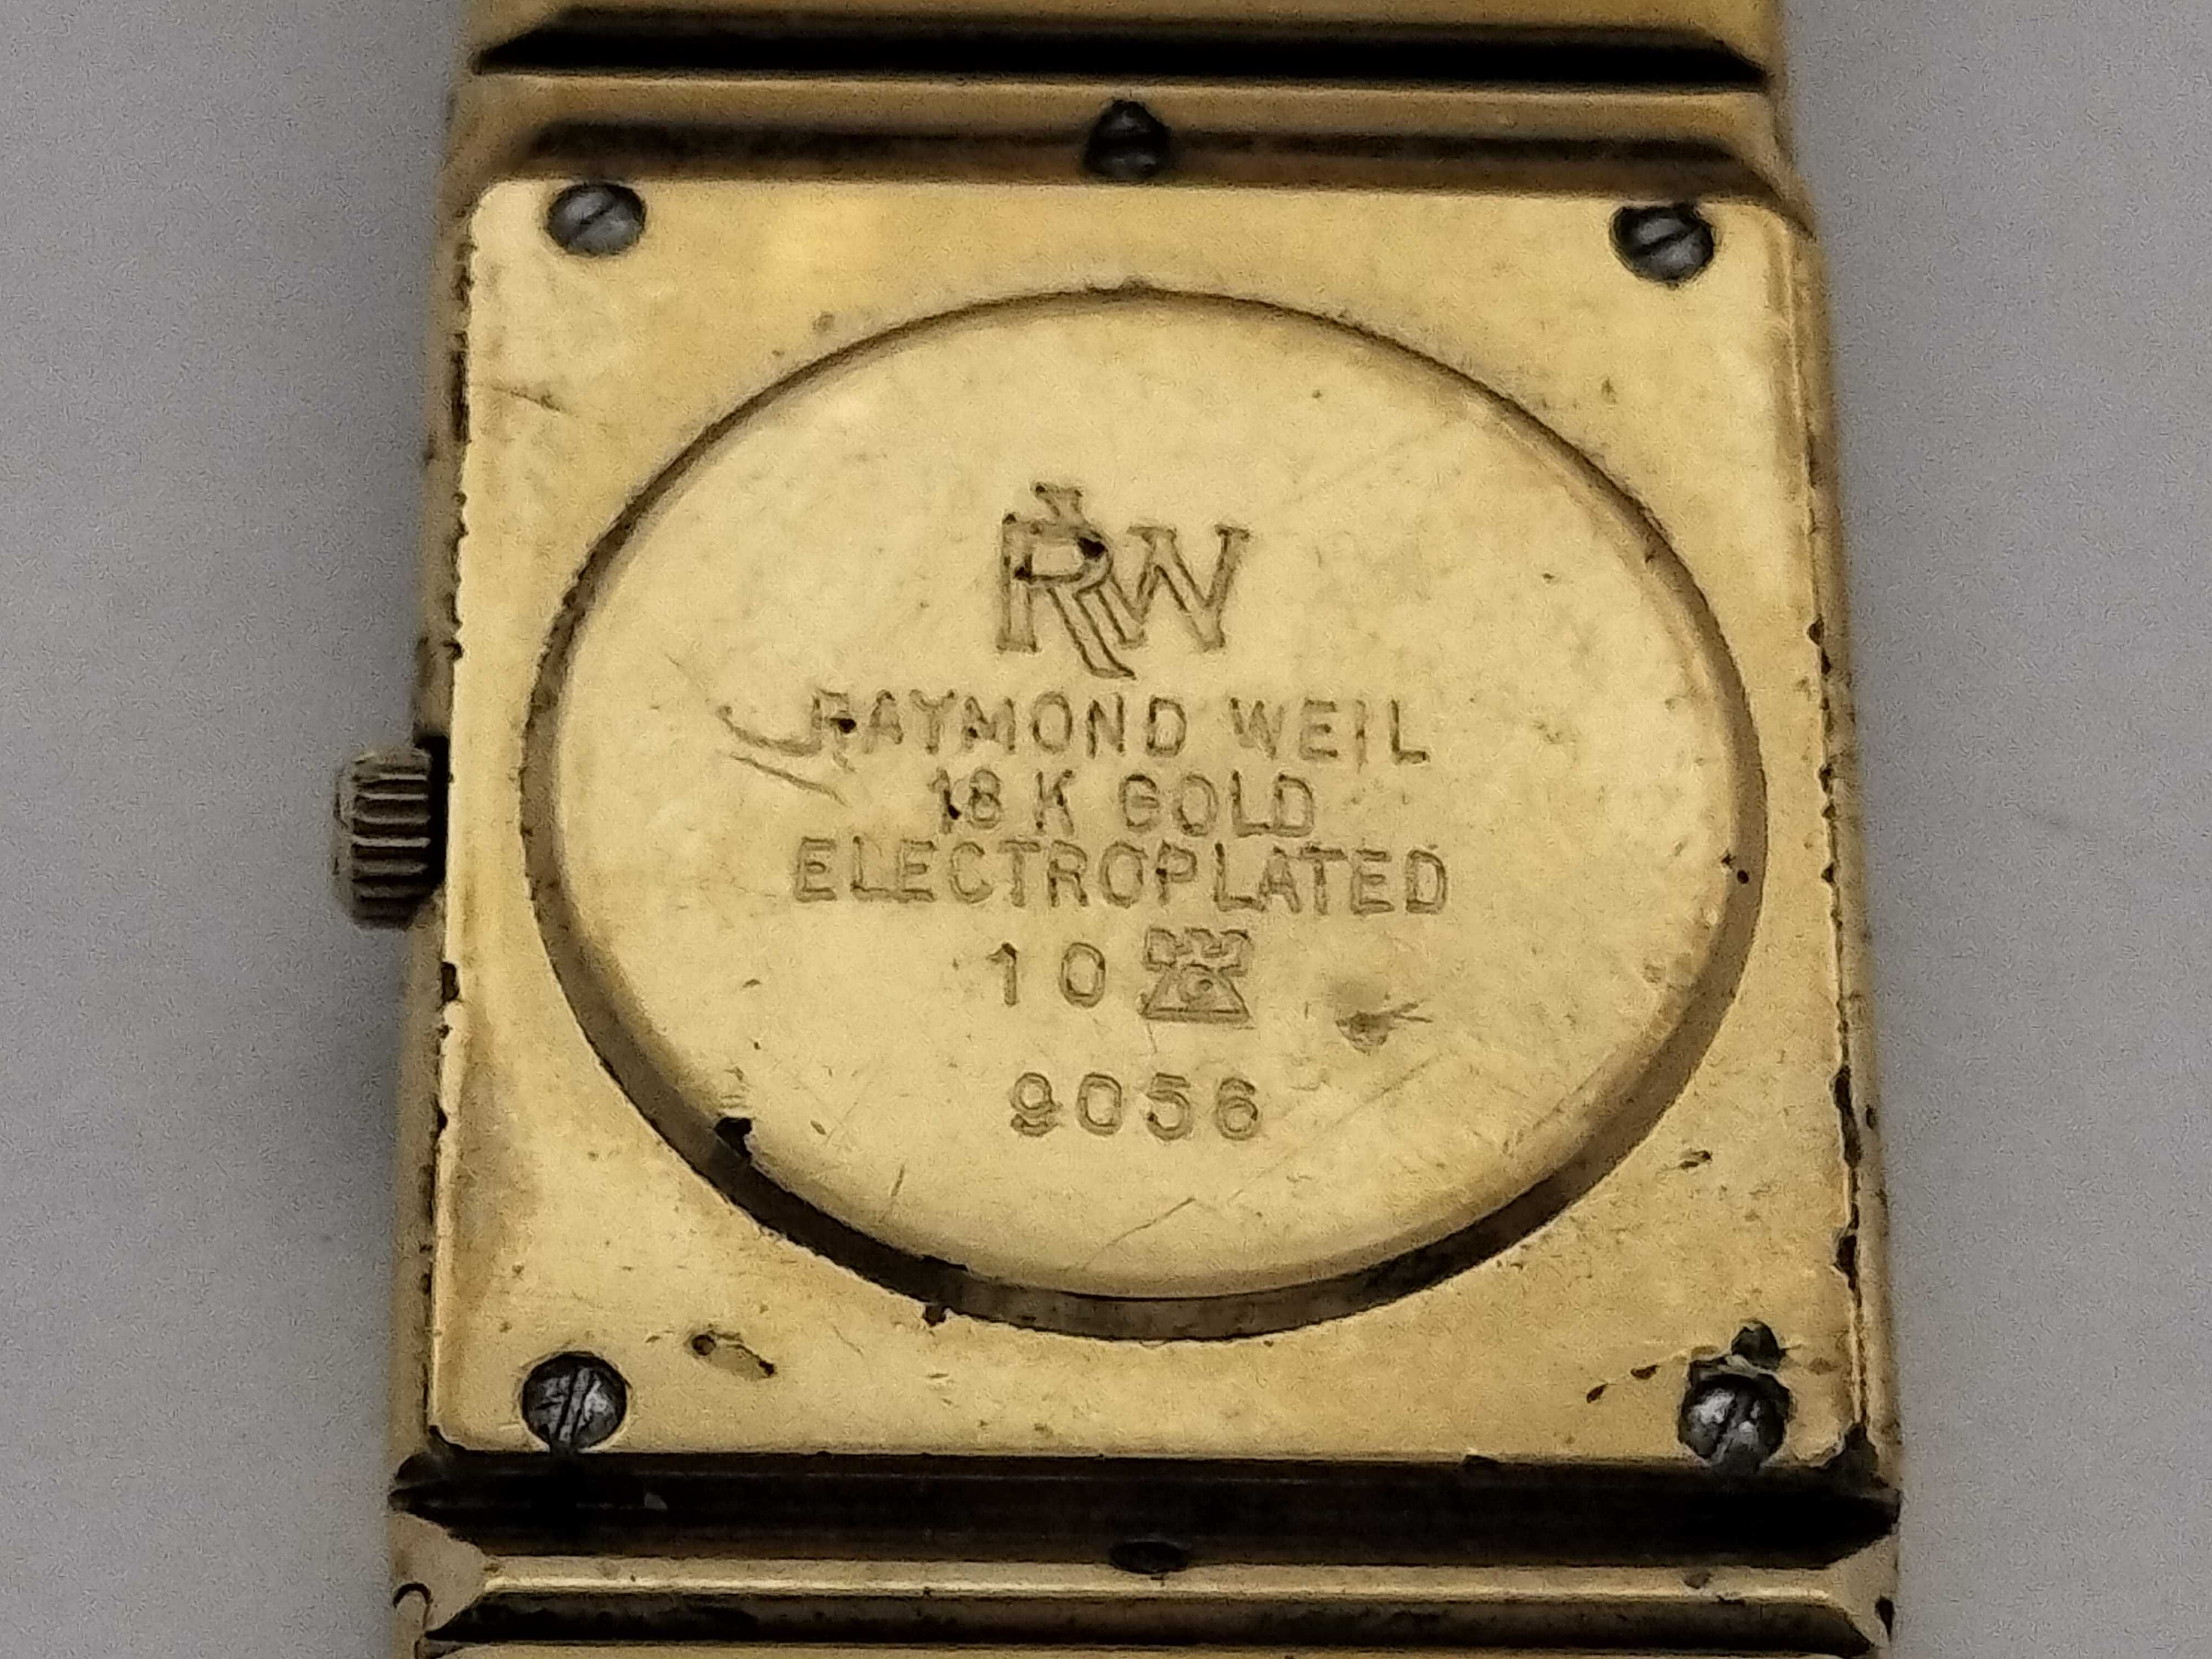 RW
RAYMOND WEIL
18 K GOLD
ELECTROPLATED
10
9056